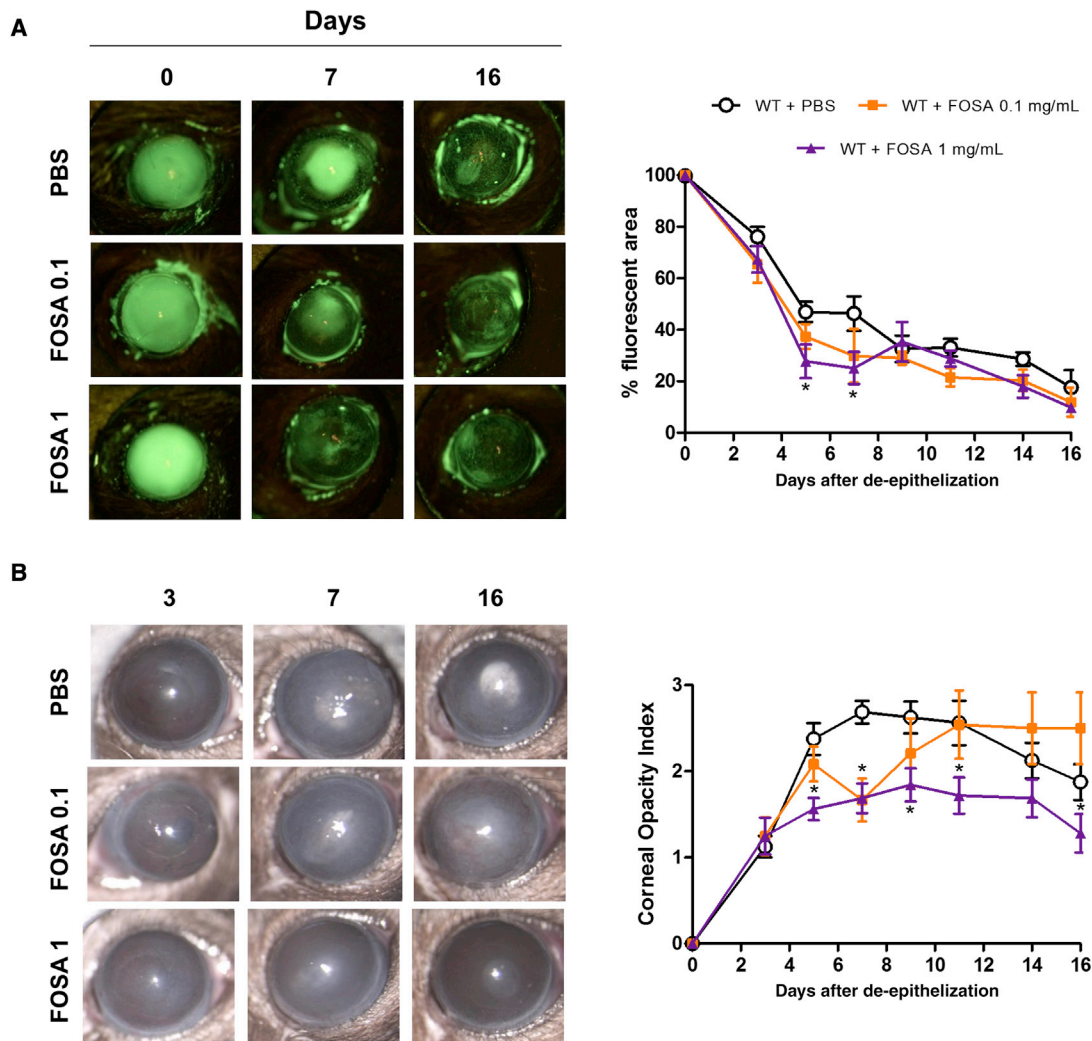 A
Days
0 7 16
PBS
FOSA 0.1
FOSA 1
WT + PBS WT + FOSA 0.1 mg/mL
WT + FOSA 1 mg/mL
% fluorescent area
100
80
60
40
20
0
* *
0 2 4 6 8 10 12 14 16
Days after de-epithelization
B
3 7 16
PBS
FOSA 0.1
FOSA 1
Corneal Opacity Index
3
2
1
0
* * * * *
0 2 4 6 8 10 12 14 16
Days after de-epithelization